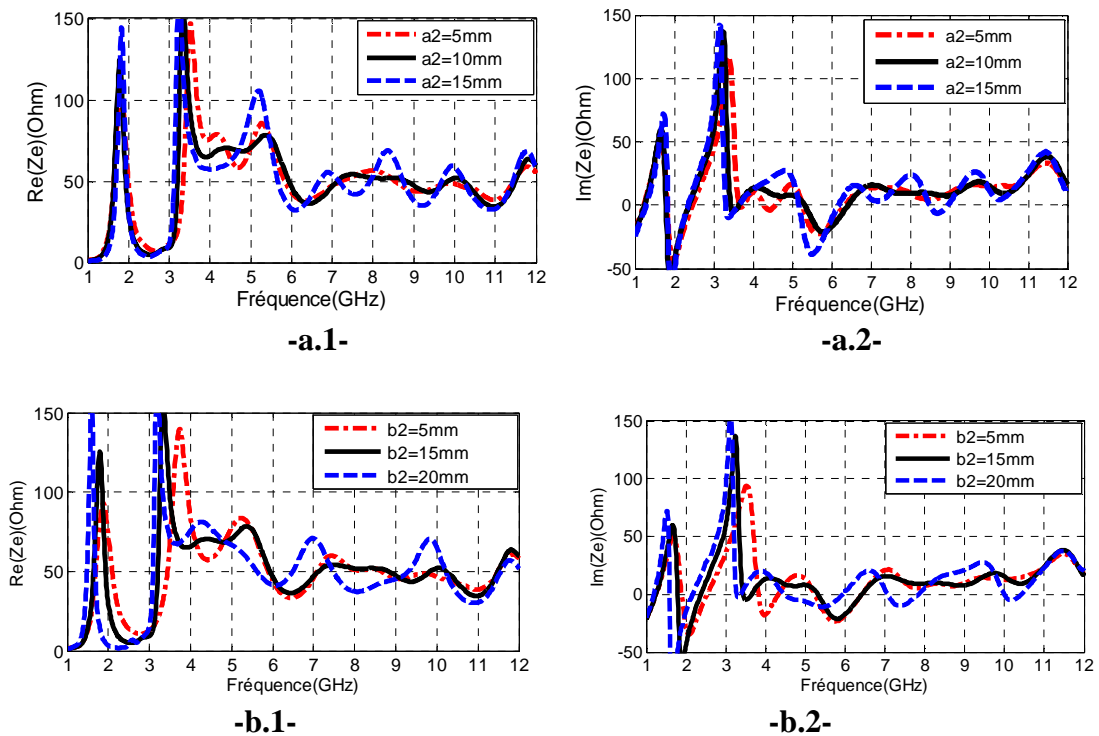 150
100
50
0
Re(Ze)(Ohm)
a2=5mm
a2=10mm
a2=15mm
1 2 3 4 5 6 7 8 9 10 11 12
Fréquence(GHz)
-a.1-
150
100
50
0
-50
Im(Ze)(Ohm)
a2=5mm
a2=10mm
a2=15mm
1 2 3 4 5 6 7 8 9 10 11 12
Fréquence(GHz)
-a.2-
150
100
50
0
Re(Ze)(Ohm)
b2=5mm
b2=15mm
b2=20mm
1 2 3 4 5 6 7 8 9 10 11 12
Fréquence(GHz)
-b.1-
150
100
50
0
-50
Im(Ze)(Ohm)
b2=5mm
b2=15mm
b2=20mm
1 2 3 4 5 6 7 8 9 10 11 12
Fréquence(GHz)
-b.2-